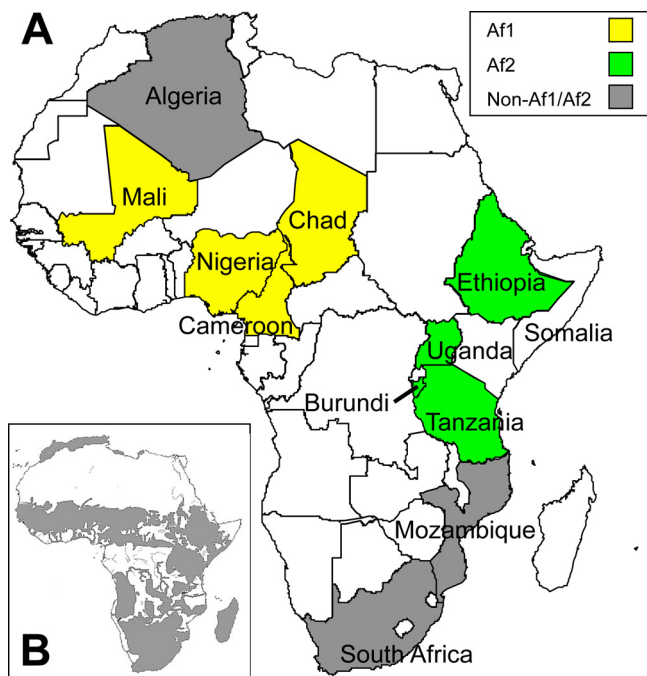 A
Af1
Af2
Non-Af1/Af2
Algeria
Mali
Chad
Nigeria
Ethiopia
Cameroon
Somalia
Uganda
Burundi
Tanzania
Mozambique
South Africa
B